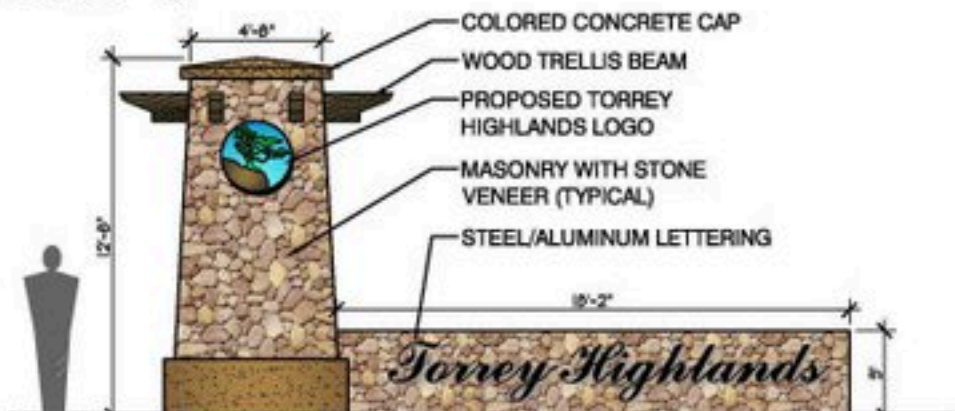 4'-8"
COLORED CONCRETE CAP
WOOD TRELLIS BEAM
PROPOSED TORREY
HIGHLANDS LOGO
MASONRY WITH STONE
VENEER (TYPICAL)
STEEL/ALUMINUM LETTERING
12'-6"
18'-2"
Torrey Highlands